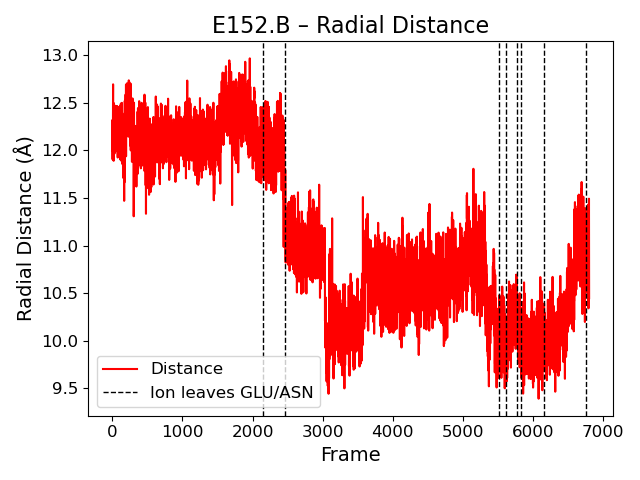 E152.B – Radial Distance
Radial Distance (Å)
13.0
12.5
12.0
11.5
11.0
10.5
10.0
9.5
Distance
Ion leaves GLU/ASN
0 1000 2000 3000 4000 5000 6000 7000
Frame